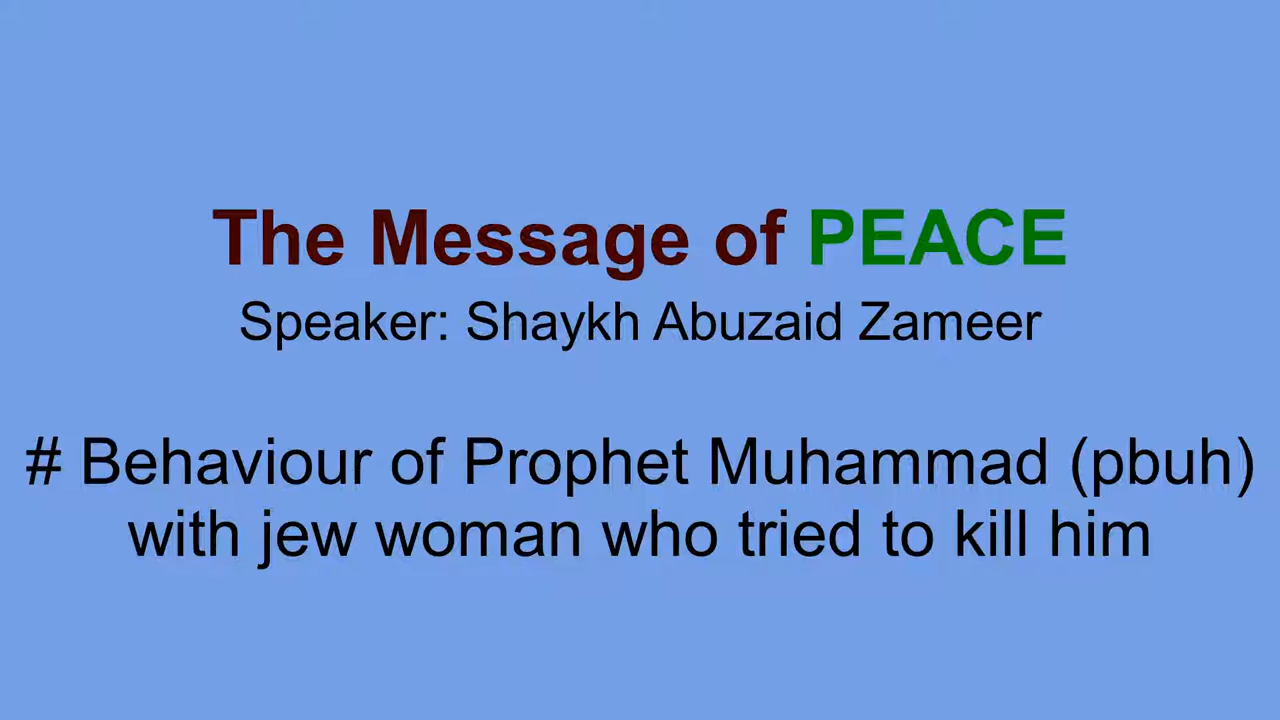 The Message of PEACE
Speaker: Shaykh Abuzaid Zameer
# Behaviour of Prophet Muhammad (pbuh)
with jew woman who tried to kill him